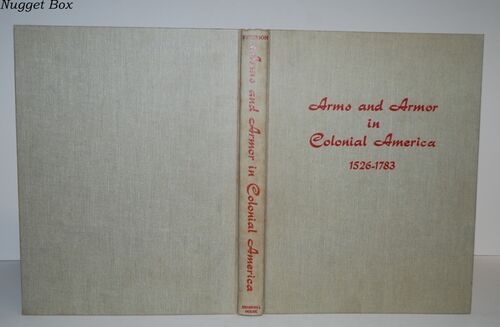 Nugget Box
PETERSON
Arms and Armor in Colonial America
BRAMHALL
HOUSE
Arms and Armor
in
Colonial America
1526-1783